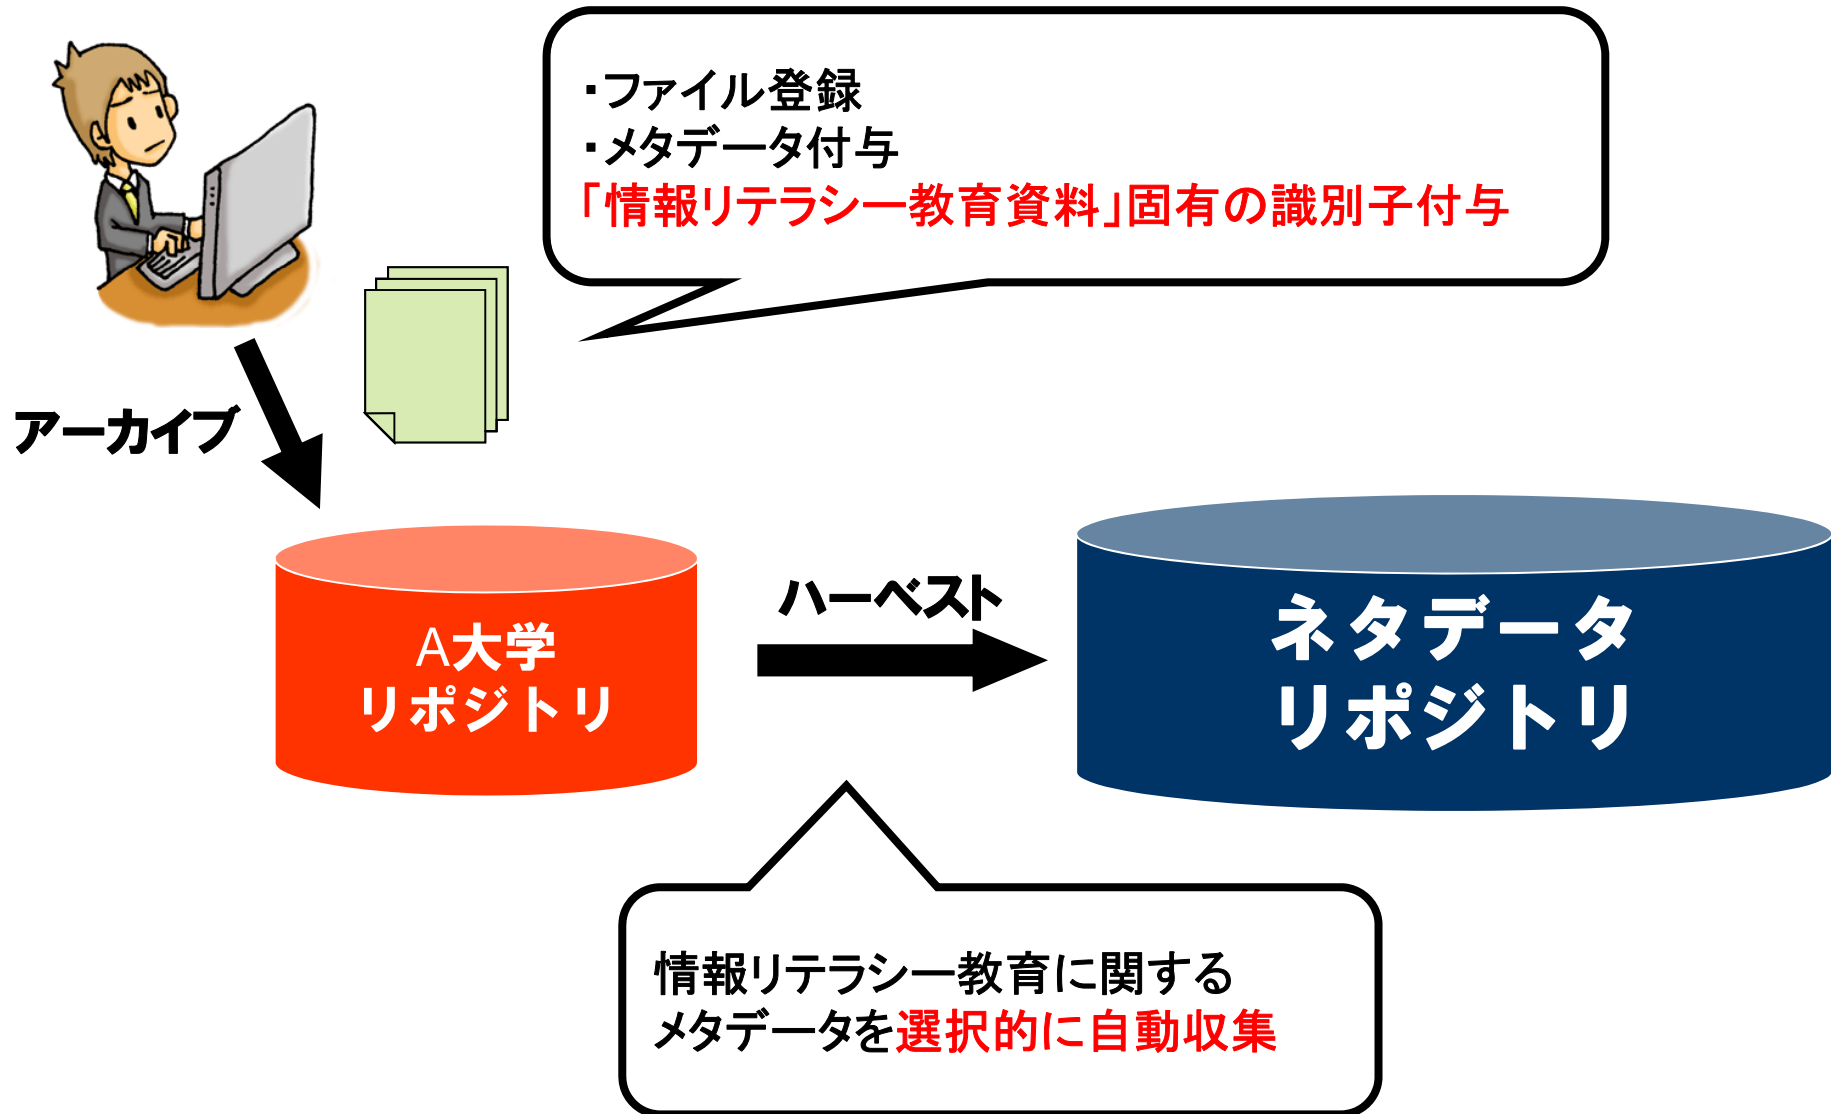 ・ファイル登録
・メタデータ付与
「情報リテラシー教育資料」固有の識別子付与
アーカイブ
ハーベスト
A大学
リポジトリ
ネタデータ
リポジトリ
情報リテラシー教育に関する
メタデータを選択的に自動収集